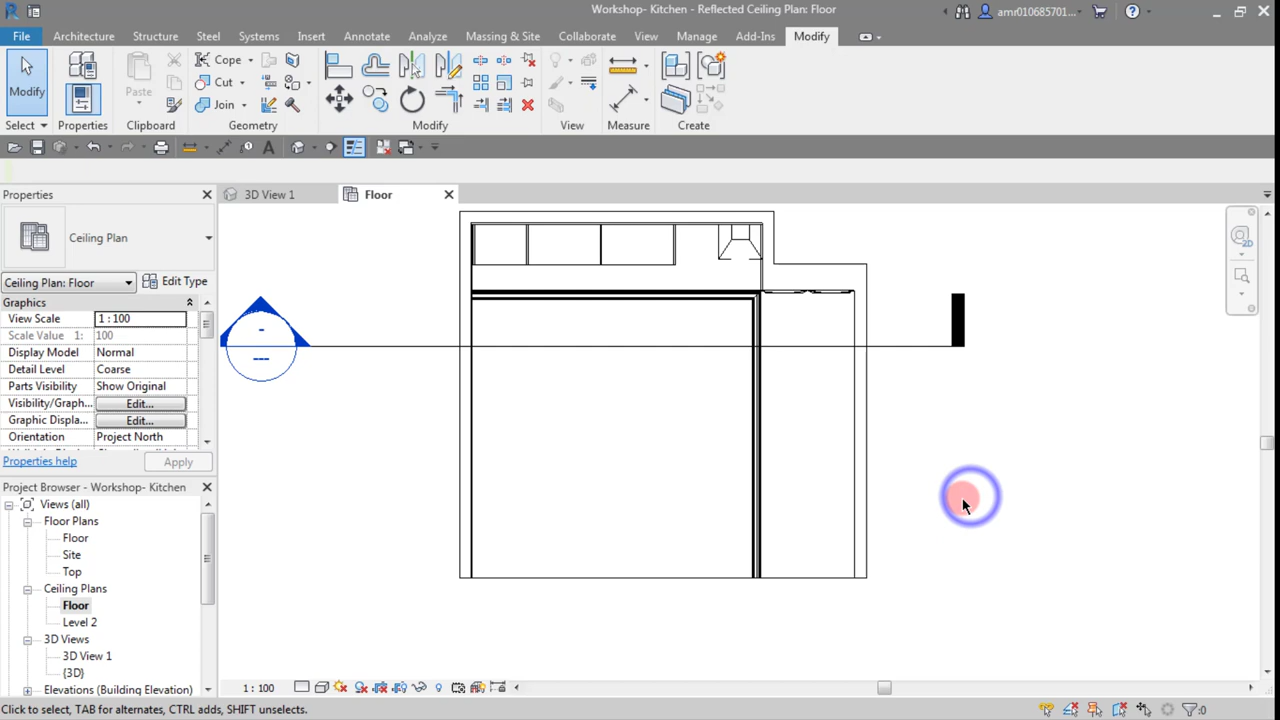 Workshop- Kitchen - Reflected Ceiling Plan: Floor
amr010685701...
File Architecture Structure Steel Systems Insert Annotate Analyze Massing & Site Collaborate View Manage Add-Ins Modify
Modify
Paste
Cope
Cut
Join
Select Properties Clipboard Geometry Modify View Measure Create
Properties
3D View 1
Floor
Ceiling Plan
Ceiling Plan: Floor
Edit Type
Graphics
View Scale 1 : 100
Scale Value 1: 100
Display Model Normal
Detail Level Coarse
Parts Visibility Show Original
Visibility/Graph... Edit...
Graphic Displa... Edit...
Orientation Project North
Properties help
Apply
Project Browser - Workshop- Kitchen
Views (all)
Floor Plans
Floor
Site
Top
Ceiling Plans
Floor
Level 2
3D Views
3D View 1
{3D}
Elevations (Building Elevation)
1 : 100
Click to select, TAB for alternates, CTRL adds, SHIFT unselects.
:0
2D